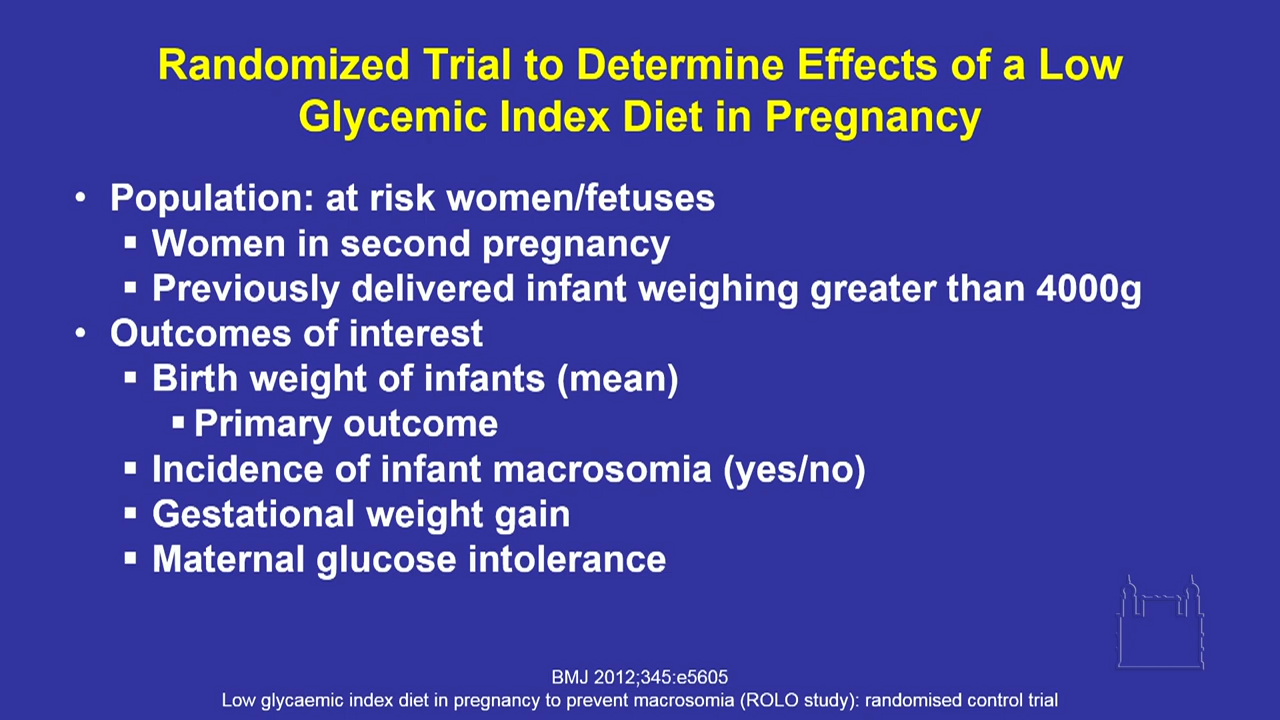 Randomized Trial to Determine Effects of a Low
Glycemic Index Diet in Pregnancy
• Population: at risk women/fetuses
▪ Women in second pregnancy
▪ Previously delivered infant weighing greater than 4000g
• Outcomes of interest
▪ Birth weight of infants (mean)
▪ Primary outcome
▪ Incidence of infant macrosomia (yes/no)
▪ Gestational weight gain
▪ Maternal glucose intolerance
BMJ 2012;345:e5605
Low glycaemic index diet in pregnancy to prevent macrosomia (ROLO study): randomised control trial